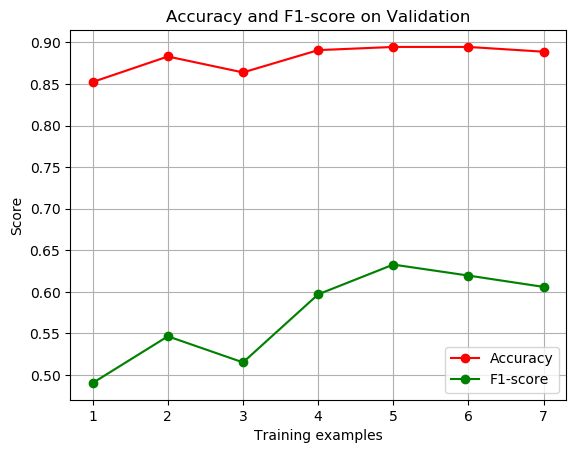 Accuracy and F1-score on Validation
0.90
0.85
0.80
0.75
0.70
0.65
0.60
0.55
0.50
Score
Accuracy
F1-score
1 2 3 4 5 6 7
Training examples